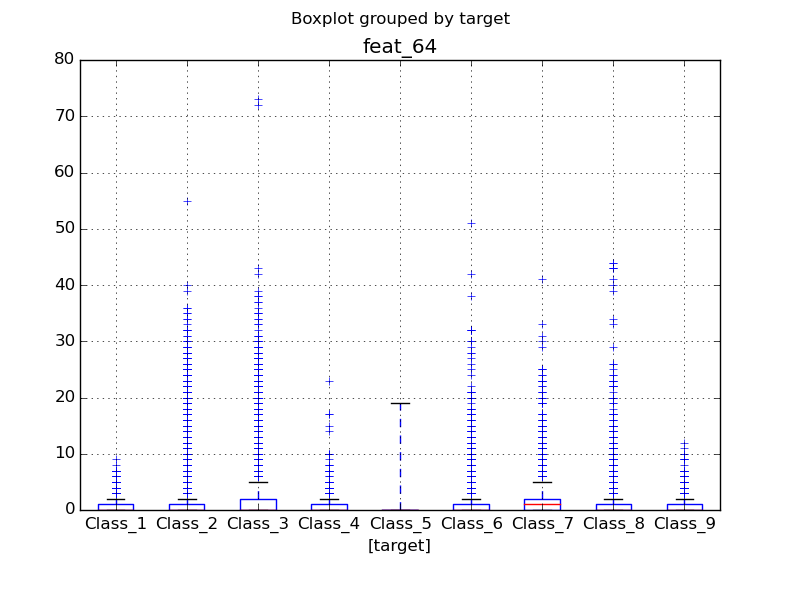 Boxplot grouped by target
feat_64
80
70
60
50
40
30
20
10
0
Class_1 Class_2 Class_3 Class_4 Class_5 Class_6 Class_7 Class_8 Class_9
[target]